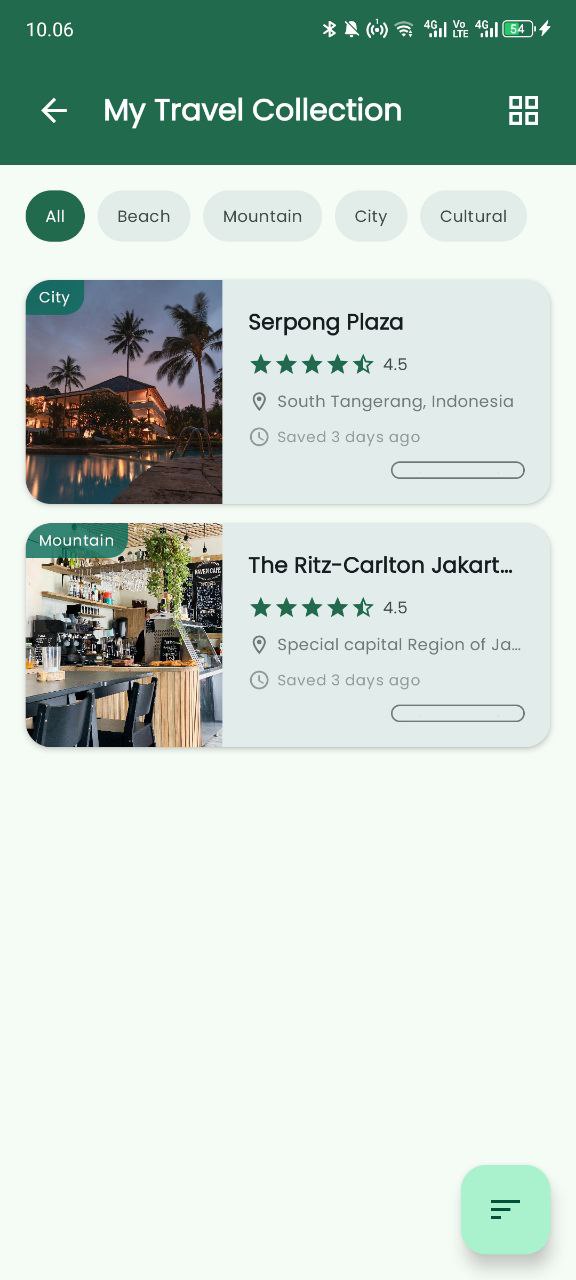 10.06
4G
Vo
LTE
4G
54
My Travel Collection
All
Beach
Mountain
City
Cultural
City
Serpong Plaza
4.5
South Tangerang, Indonesia
Saved 3 days ago
Mountain
The Ritz-Carlton Jakart...
4.5
Special capital Region of Ja...
Saved 3 days ago